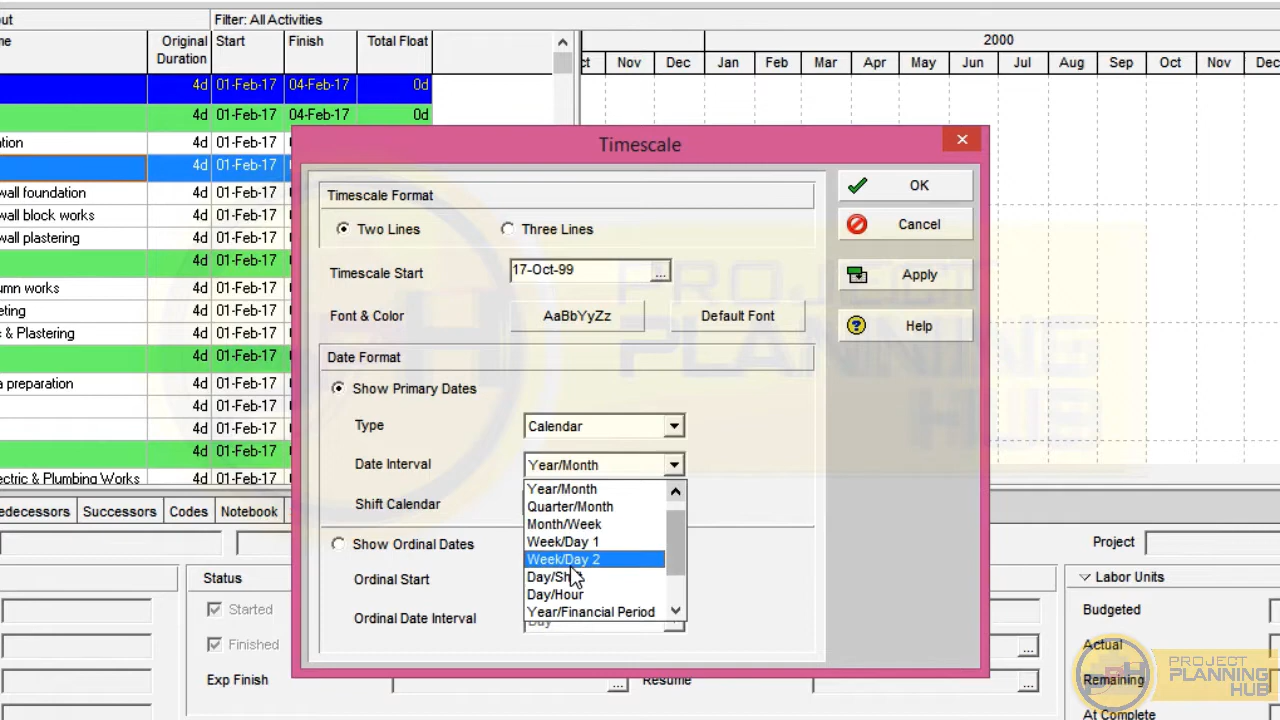 out
Filter: All Activities
me
Original Duration
Start
Finish
Total Float
2000
ct
Nov
Dec
Jan
Feb
Mar
Apr
May
Jun
Jul
Aug
Sep
Oct
Nov
Dec
4d 01-Feb-17 04-Feb-17 0d
4d 01-Feb-17 04-Feb-17 0d
ation 4d 01-Feb-17
4d 01-Feb-17
wall foundation 4d 01-Feb-17
wall block works 4d 01-Feb-17
wall plastering 4d 01-Feb-17
4d 01-Feb-17
umn works 4d 01-Feb-17
eting 4d 01-Feb-17
c & Plastering 4d 01-Feb-17
4d 01-Feb-17
a preparation 4d 01-Feb-17
4d 01-Feb-17
4d 01-Feb-17
4d 01-Feb-17
ectric & Plumbing Works 4d 01-Feb-17
Timescale
Timescale Format
Two Lines
Three Lines
Timescale Start
17-Oct-99
...
Font & Color
AaBbYyZz
Default Font
Date Format
Show Primary Dates
Type
Calendar
Date Interval
Year/Month
Shift Calendar
Year/Month
Quarter/Month
Month/Week
Week/Day 1
Week/Day 2
Day/Shift
Day/Hour
Year/Financial Period
Show Ordinal Dates
Ordinal Start
Ordinal Date Interval
Day
OK
Cancel
Apply
Help
PROJECT
PLANNING
HUB
edecessors
Successors
Codes
Notebook
Project
Status
Started
Finished
Exp Finish
...
Resume
...
...
Labor Units
Budgeted
Actual
Remaining
At Complete
PROJECT
PLANNING
HUB